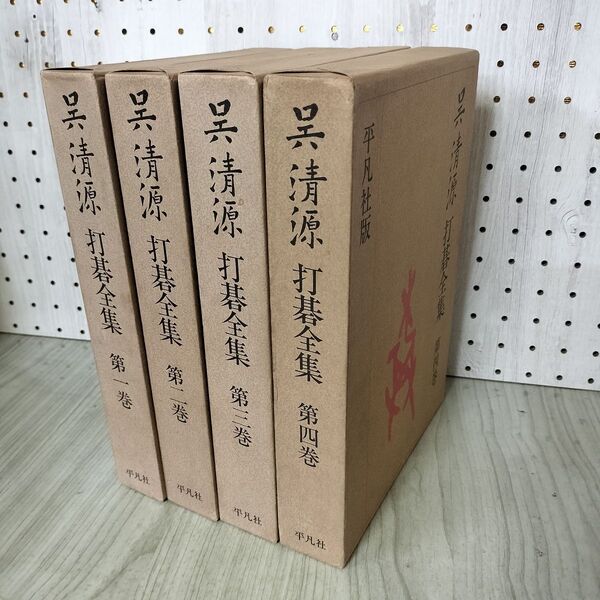 呉清源 打碁全集 第一巻 平凡社
呉清源 打碁全集 第二巻 平凡社
呉清源 打碁全集 第三巻 平凡社
呉清源 打碁全集 第四巻 平凡社
呉清源 打碁全集 第四巻
平凡社版